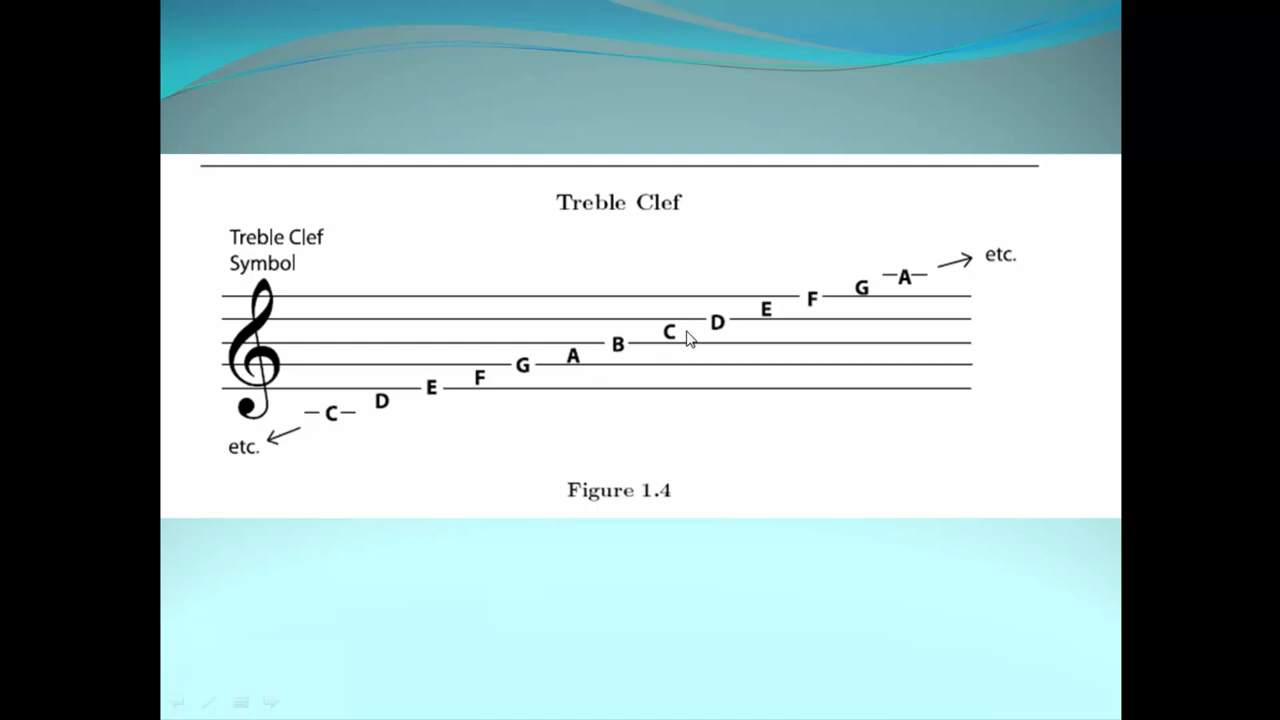 Treble Clef
Treble Clef
Symbol
etc.
C D E F G A B C D E F G A
etc.
Figure 1.4